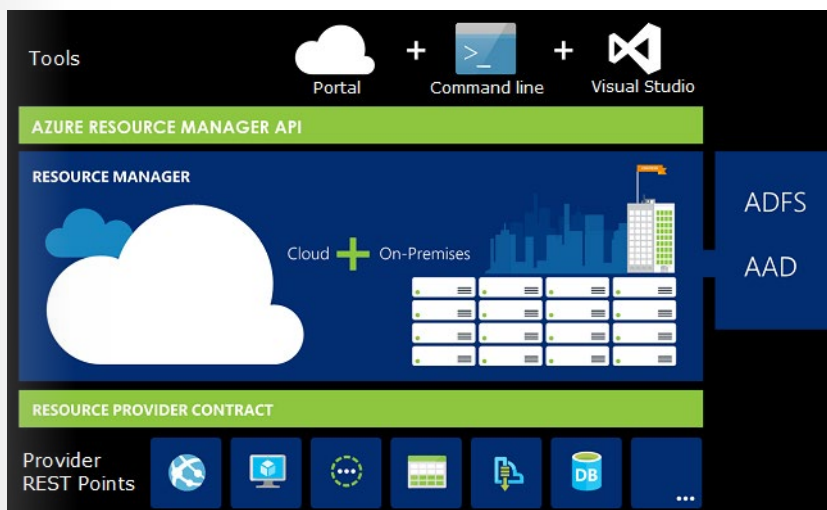 Tools
+
>_
+
Portal
Command line
Visual Studio
AZURE RESOURCE MANAGER API
RESOURCE MANAGER
Cloud + On-Premises
ADFS
AAD
RESOURCE PROVIDER CONTRACT
Provider
REST Points
DB
...